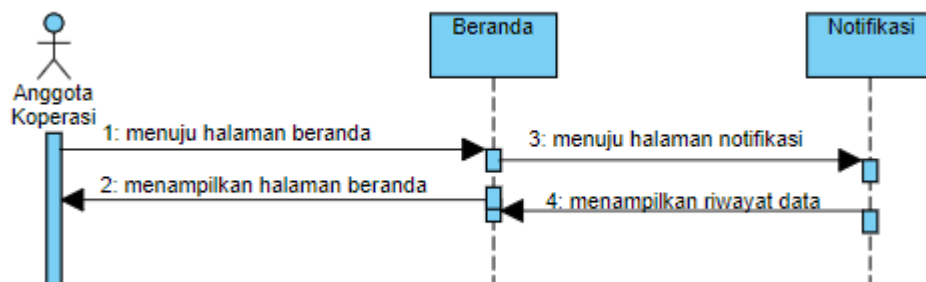 Beranda
Notifikasi
Anggota
Koperasi
1: menuju halaman beranda
3: menuju halaman notifikasi
2: menampilkan halaman beranda
4: menampilkan riwayat data